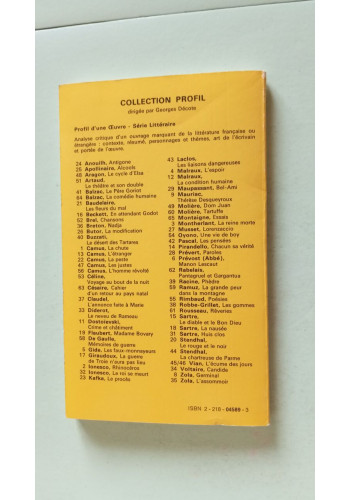 COLLECTION PROFIL
dirigée par Georges Décote
Profil d'une Œuvre - Série Littéraire
Analyse critique d'un ouvrage marquant de la littérature française ou
étrangère : contexte, résumé, personnages et thèmes, art de l'écrivain
et portée de l'œuvre.
24 Anouilh, Antigone
25 Apollinaire, Alcools
48 Aragon, Le cycle d'Elsa
51 Artaud,
Le théâtre et son double
41 Balzac, Le Père Goriot
64 Balzac, La comédie humaine
21 Baudelaire,
Les fleurs du mal
16 Beckett, En attendant Godot
52 Brel, Chansons
36 Breton, Nadja
26 Butor, La modification
40 Buzzati,
Le désert des Tartares
1 Camus, La chute
13 Camus, L'étranger
22 Camus, La peste
47 Camus, Les justes
56 Camus, L'homme révolté
53 Céline,
Voyage au bout de la nuit
63 Césaire, Cahier
d'un retour au pays natal
37 Claudel,
L'annonce faite à Marie
33 Diderot,
Le neveu de Rameau
11 Dostoïevski,
Crime et châtiment
19 Flaubert, Madame Bovary
58 De Gaulle,
Mémoires de guerre
5 Gide, Les faux-monnayeurs
17 Giraudoux, La guerre
de Troie n'aura pas lieu
2 Ionesco, Rhinocéros
32 Ionesco, Le roi se meurt
23 Kafka, Le procès
43 Laclos,
Les liaisons dangereuses
4 Malraux, L'espoir
12 Malraux,
La condition humaine
29 Maupassant, Bel-Ami
9 Mauriac,
Thérèse Desqueyroux
49 Molière, Dom Juan
60 Molière, Tartuffe
65 Montaigne, Essais
3 Montherlant, La reine morte
27 Musset, Lorenzaccio
54 Oyono, Une vie de boy
42 Pascal, Les pensées
14 Pirandello, Chacun sa vérité
28 Prévert, Paroles
6 Prévost (Abbé),
Manon Lescaut
62 Rabelais,
Pantagruel et Gargantua
39 Racine, Phèdre
59 Ramuz, La grande peur
dans la montagne
55 Rimbaud, Poésies
38 Robbe-Grillet, Les gommes
61 Rousseau, Rêveries
15 Sartre,
Le diable et le Bon Dieu
18 Sartre, La nausée
31 Sartre, Huis clos
20 Stendhal,
Le rouge et le noir
44 Stendhal,
La chartreuse de Parme
45/46 Vian, L'écume des jours
34 Voltaire, Candide
8 Zola, Germinal
35 Zola, L'assommoir
ISBN 2 - 218 - 04589 - 3